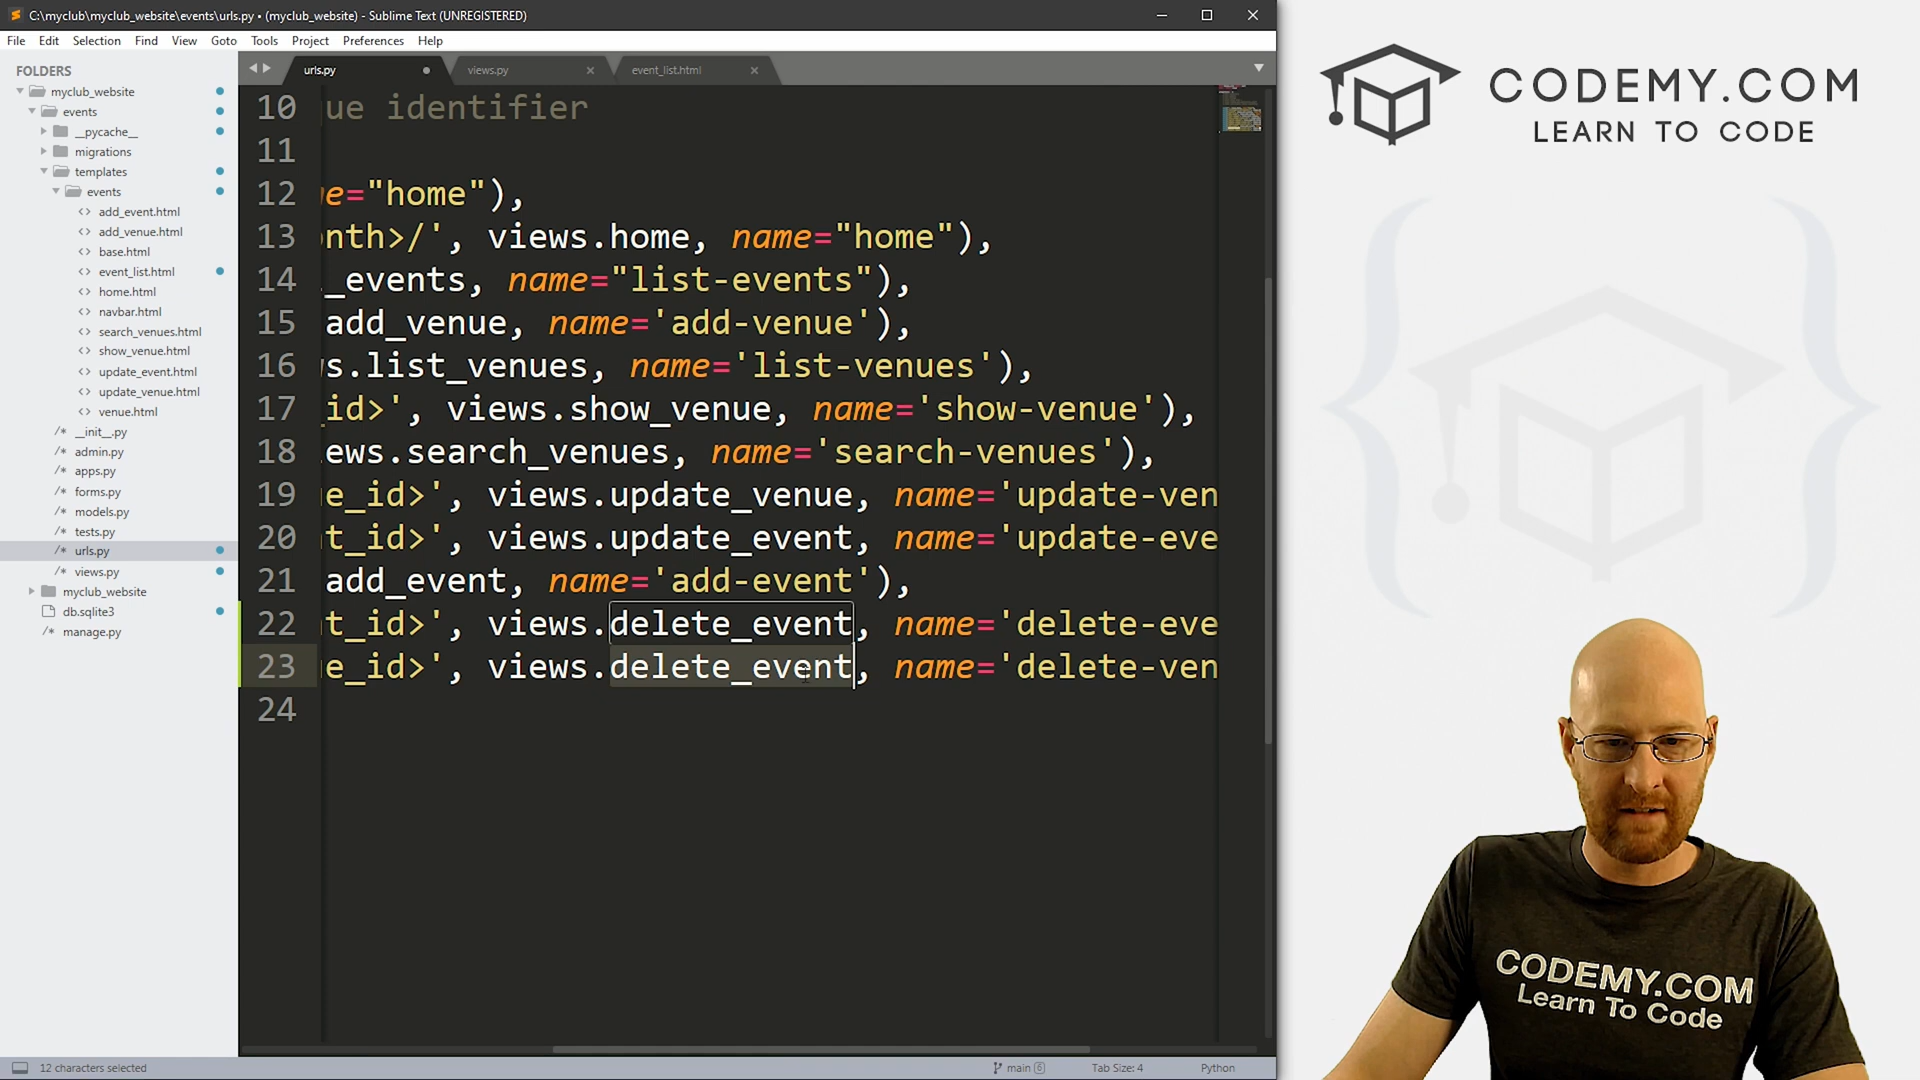 C:\myclub\myclub_website\events\urls.py • (myclub_website) - Sublime Text (UNREGISTERED)
File Edit Selection Find View Goto Tools Project Preferences Help
FOLDERS
myclub_website
events
__pycache__
migrations
templates
events
add_event.html
add_venue.html
base.html
event_list.html
home.html
navbar.html
search_venues.html
show_venue.html
update_event.html
update_venue.html
venue.html
__init__.py
admin.py
apps.py
forms.py
models.py
tests.py
urls.py
views.py
myclub_website
db.sqlite3
manage.py
urls.py views.py event_list.html
10 ue identifier
11
12 e="home"),
13 onth>/', views.home, name="home"),
14 _events, name="list-events"),
15 add_venue, name='add-venue'),
16 s.list_venues, name='list-venues'),
17 _id>', views.show_venue, name='show-venue'),
18 ews.search_venues, name='search-venues'),
19 e_id>', views.update_venue, name='update-ven
20 t_id>', views.update_event, name='update-eve
21 add_event, name='add-event'),
22 t_id>', views.delete_event, name='delete-eve
23 e_id>', views.delete_event, name='delete-ven
24
12 characters selected
main 6
Tab Size: 4
Python
CODEMY.COM
LEARN TO CODE
CODEMY.COM
Learn To Code